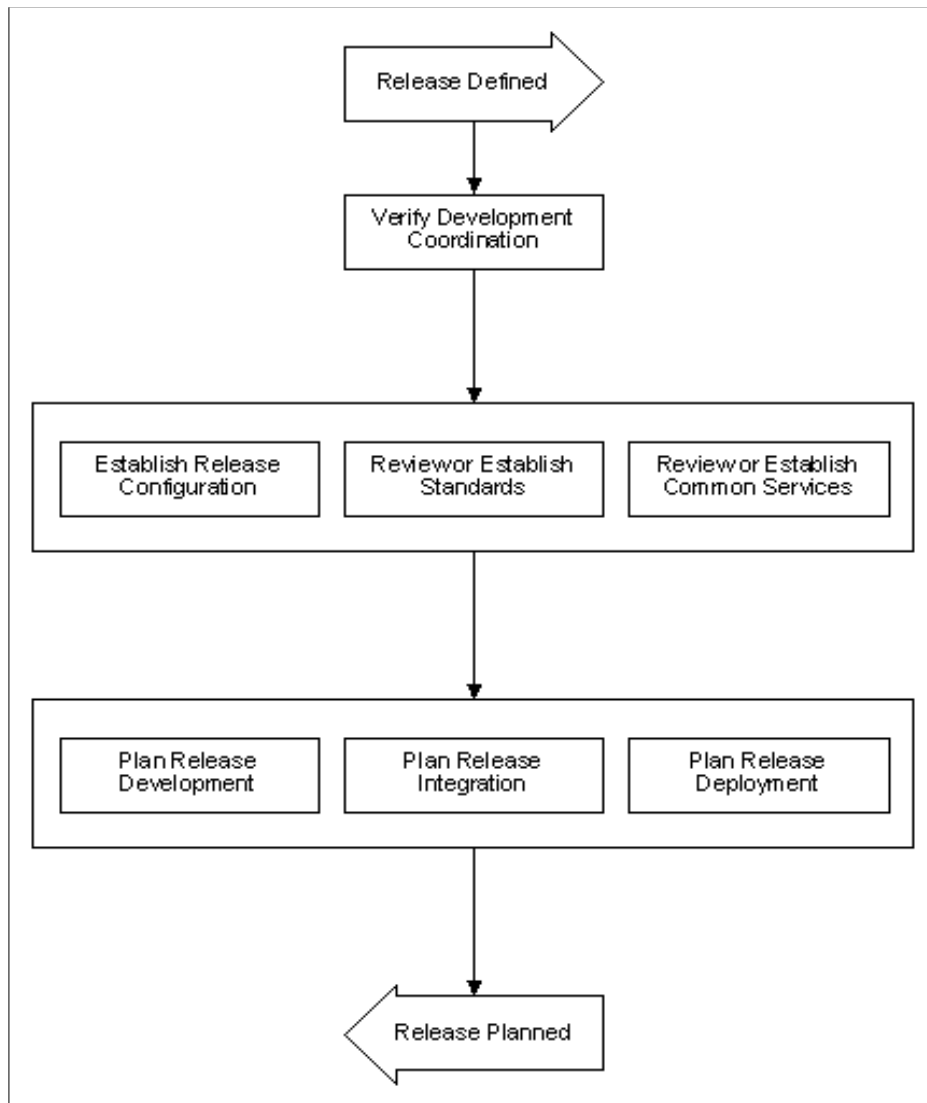 Release Defined
Verify Development
Coordination
Establish Release
Configuration
Reviewor Establish
Standards
Reviewor Establish
Common Services
Plan Release
Development
Plan Release
Integration
Plan Release
Deployment
Release Planned